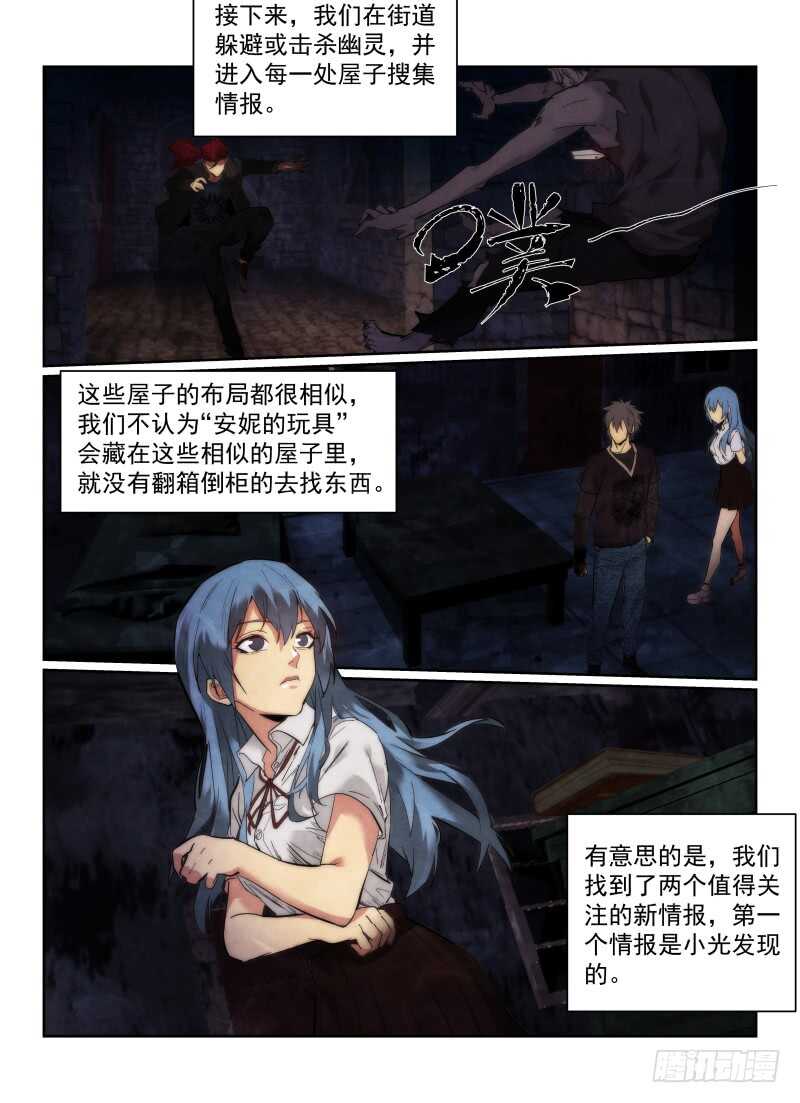 接下来，我们在街道
躲避或击杀幽灵，并
进入每一处屋子搜集
情报。
这些屋子的布局都很相似，
我们不认为“安妮的玩具”
会藏在这些相似的屋子里，
就没有翻箱倒柜的去找东西。
有意思的是，我们
找到了两个值得关
注的新情报，第一
个情报是小光发现
的。
腾讯动漫